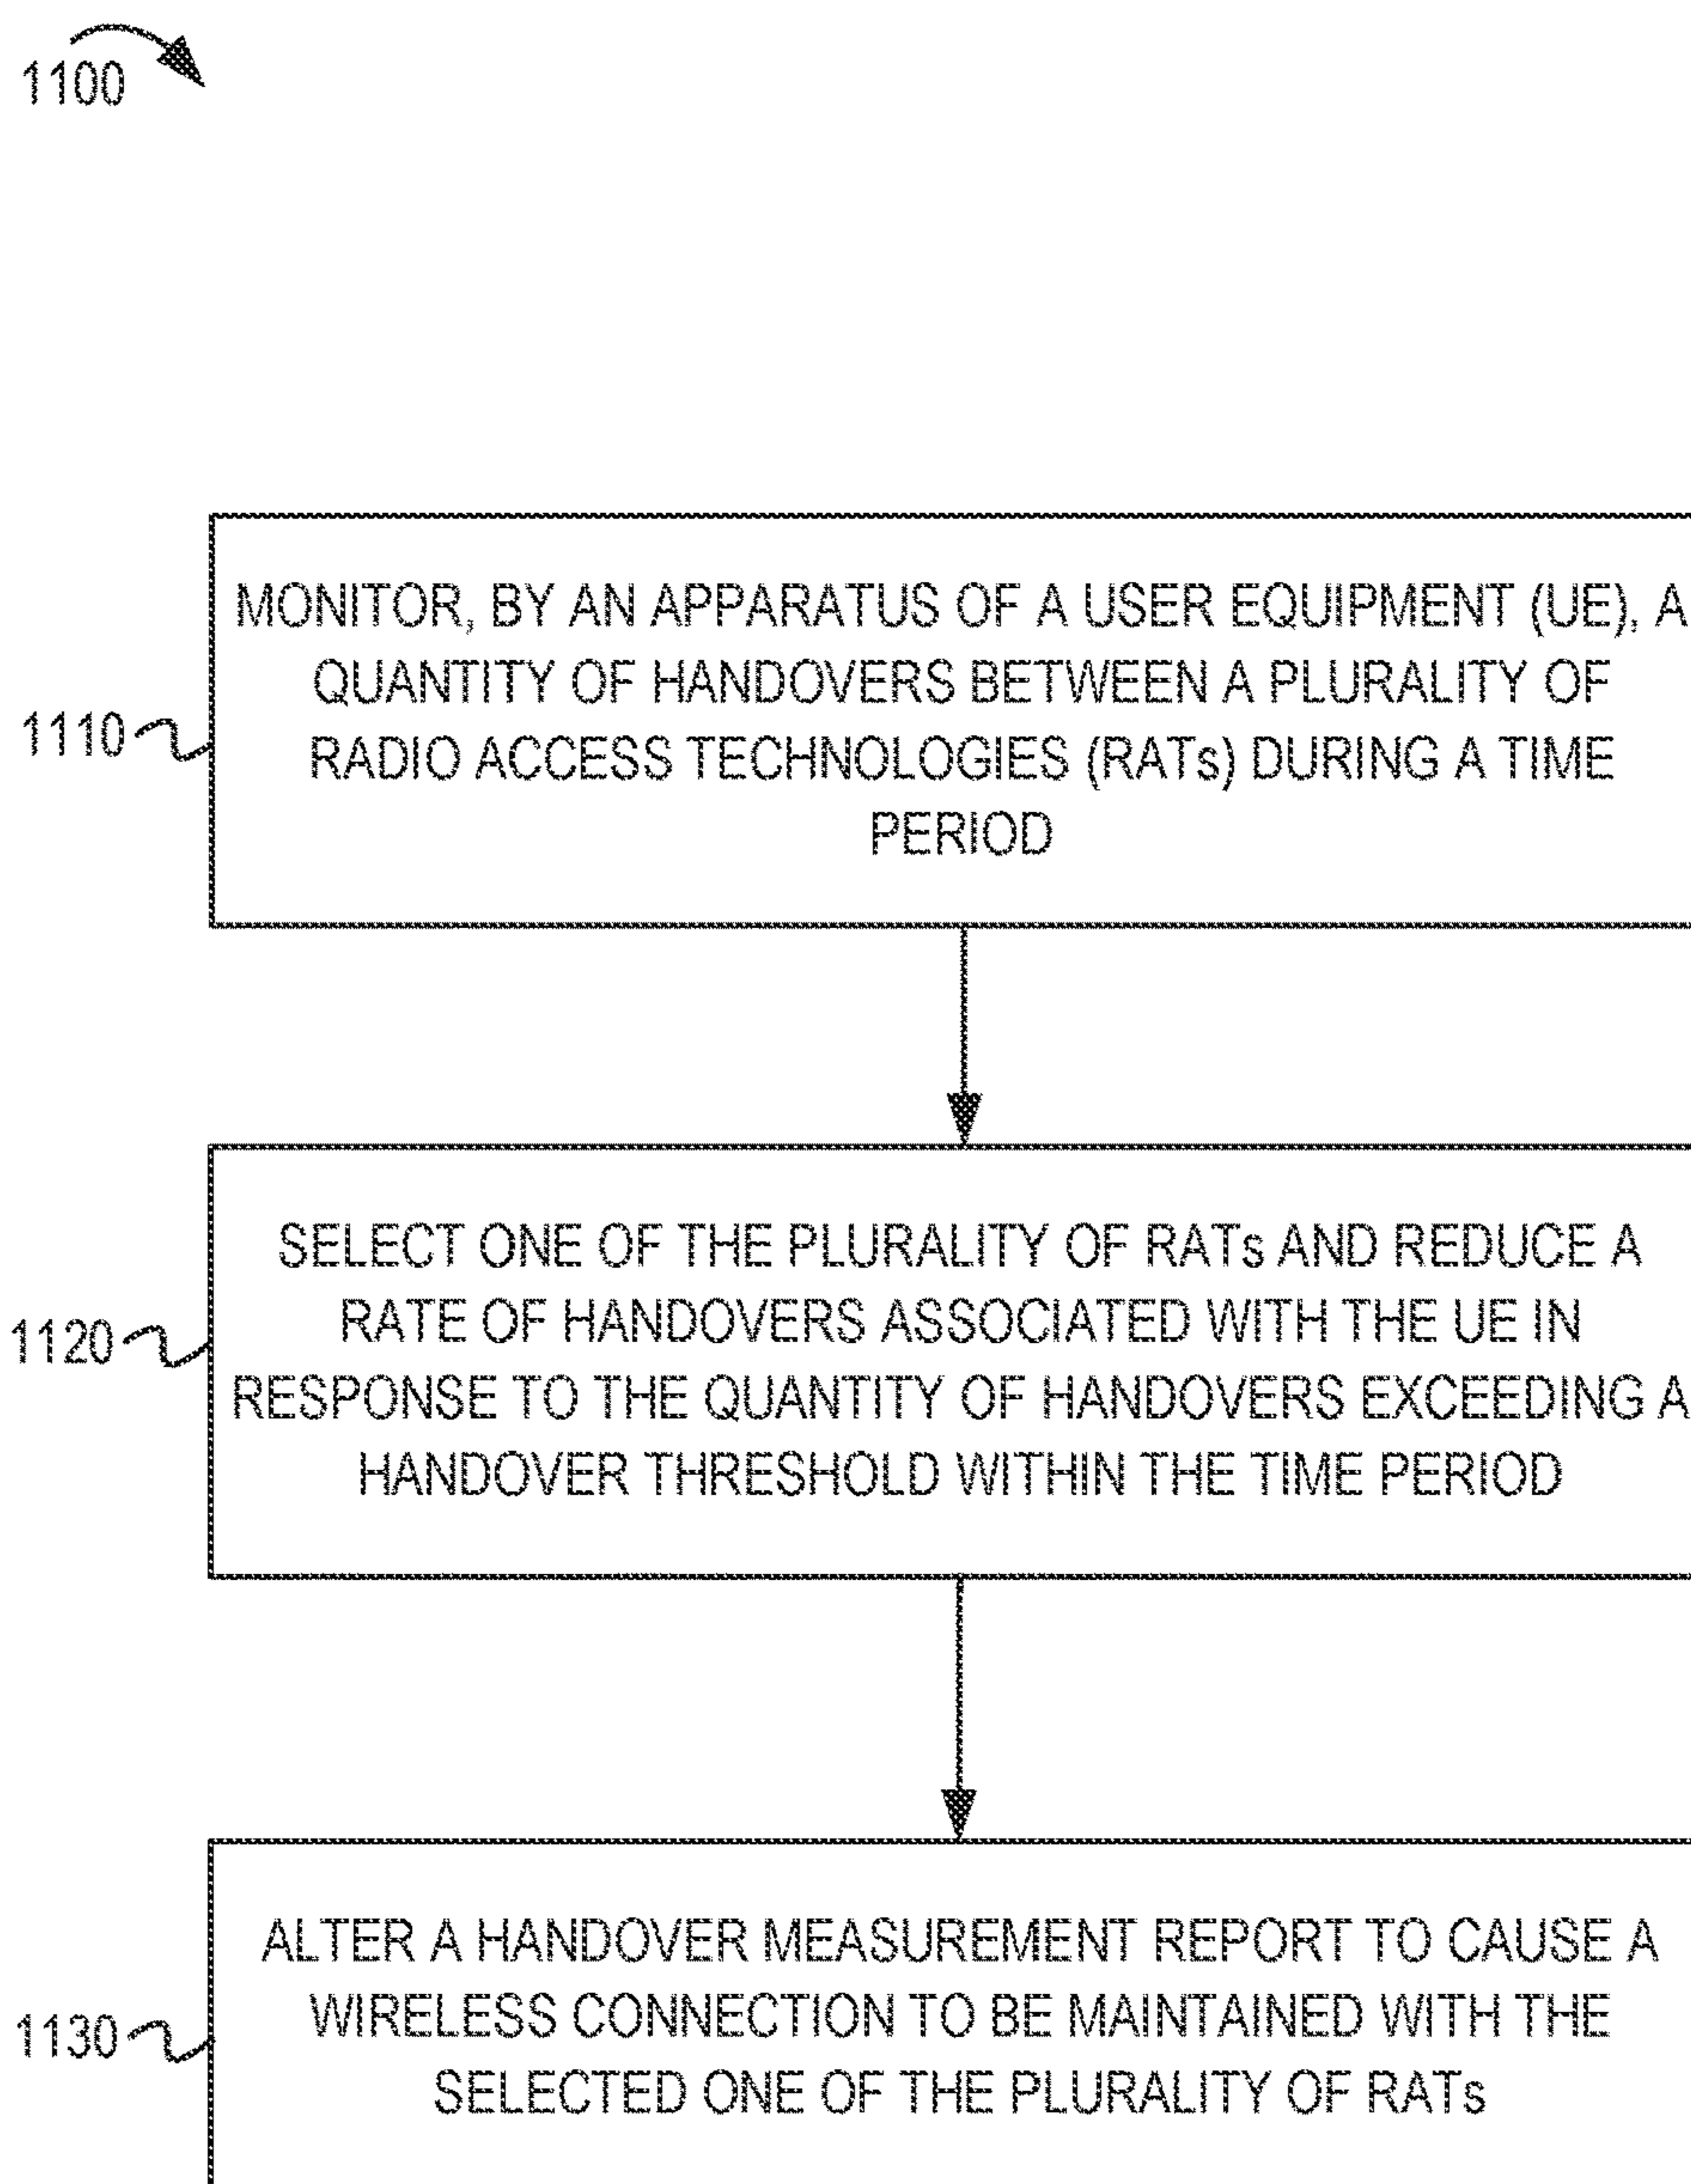 1100
MONITOR, BY AN APPARATUS OF A USER EQUIPMENT (UE), A
QUANTITY OF HANDOVERS BETWEEN A PLURALITY OF
1110
RADIO ACCESS TECHNOLOGIES (RATs) DURING A TIME
PERIOD
SELECT ONE OF THE PLURALITY OF RATs AND REDUCE A
1120
RATE OF HANDOVERS ASSOCIATED WITH THE UE IN
RESPONSE TO THE QUANTITY OF HANDOVERS EXCEEDING A
HANDOVER THRESHOLD WITHIN THE TIME PERIOD
ALTER A HANDOVER MEASUREMENT REPORT TO CAUSE A
1130
WIRELESS CONNECTION TO BE MAINTAINED WITH THE
SELECTED ONE OF THE PLURALITY OF RATs